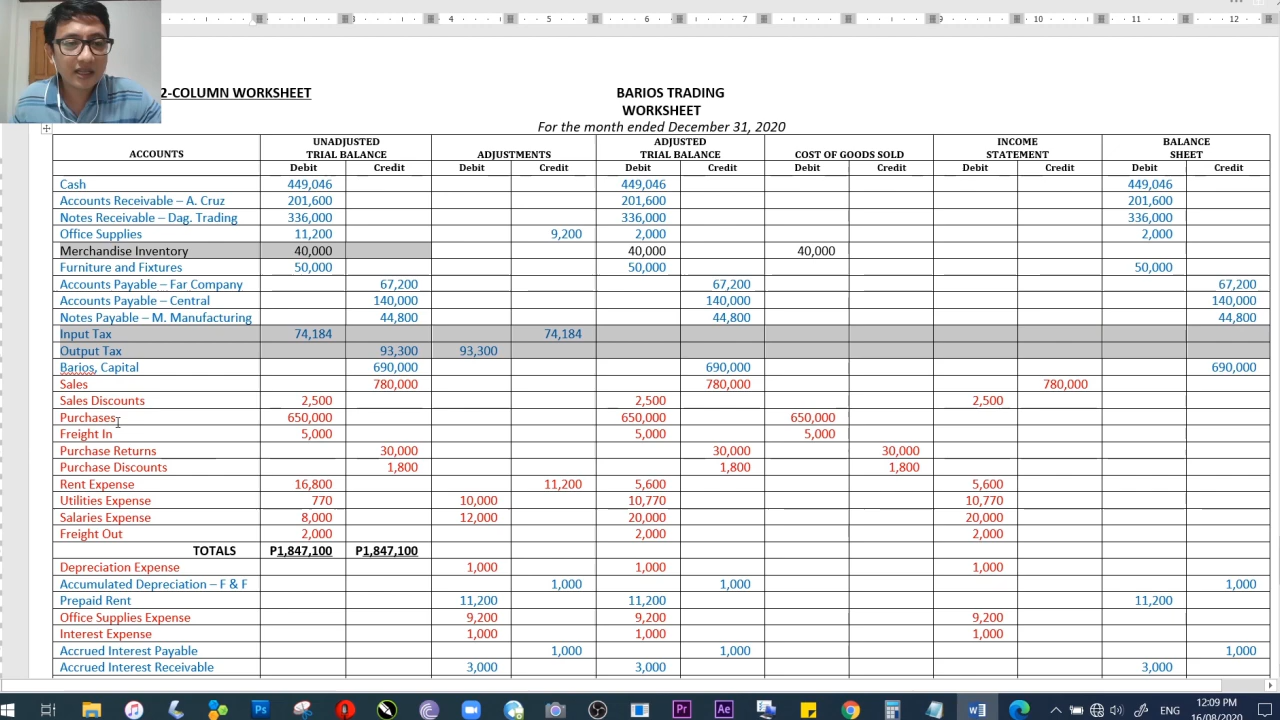 2-COLUMN WORKSHEET
BARIOS TRADING
WORKSHEET
For the month ended December 31, 2020
ACCOUNTS UNADJUSTED TRIAL BALANCE ADJUSTMENTS ADJUSTED TRIAL BALANCE COST OF GOODS SOLD INCOME STATEMENT BALANCE SHEET
Debit Credit Debit Credit Debit Credit Debit Credit Debit Credit Debit Credit
Cash 449,046 449,046 449,046
Accounts Receivable – A. Cruz 201,600 201,600 201,600
Notes Receivable – Dag. Trading 336,000 336,000 336,000
Office Supplies 11,200 9,200 2,000 2,000
Merchandise Inventory 40,000 40,000 40,000
Furniture and Fixtures 50,000 50,000 50,000
Accounts Payable – Far Company 67,200 67,200 67,200
Accounts Payable – Central 140,000 140,000 140,000
Notes Payable – M. Manufacturing 44,800 44,800 44,800
Input Tax 74,184 74,184
Output Tax 93,300 93,300
Barios, Capital 690,000 690,000 690,000
Sales 780,000 780,000 780,000
Sales Discounts 2,500 2,500 2,500
Purchases 650,000 650,000 650,000
Freight In 5,000 5,000 5,000
Purchase Returns 30,000 30,000 30,000
Purchase Discounts 1,800 1,800 1,800
Rent Expense 16,800 11,200 5,600 5,600
Utilities Expense 770 10,000 10,770 10,770
Salaries Expense 8,000 12,000 20,000 20,000
Freight Out 2,000 2,000 2,000
TOTALS P1,847,100 P1,847,100
Depreciation Expense 1,000 1,000 1,000
Accumulated Depreciation – F & F 1,000 1,000 1,000
Prepaid Rent 11,200 11,200 11,200
Office Supplies Expense 9,200 9,200 9,200
Interest Expense 1,000 1,000 1,000
Accrued Interest Payable 1,000 1,000 1,000
Accrued Interest Receivable 3,000 3,000 3,000
ENG
12:09 PM
16/08/2020